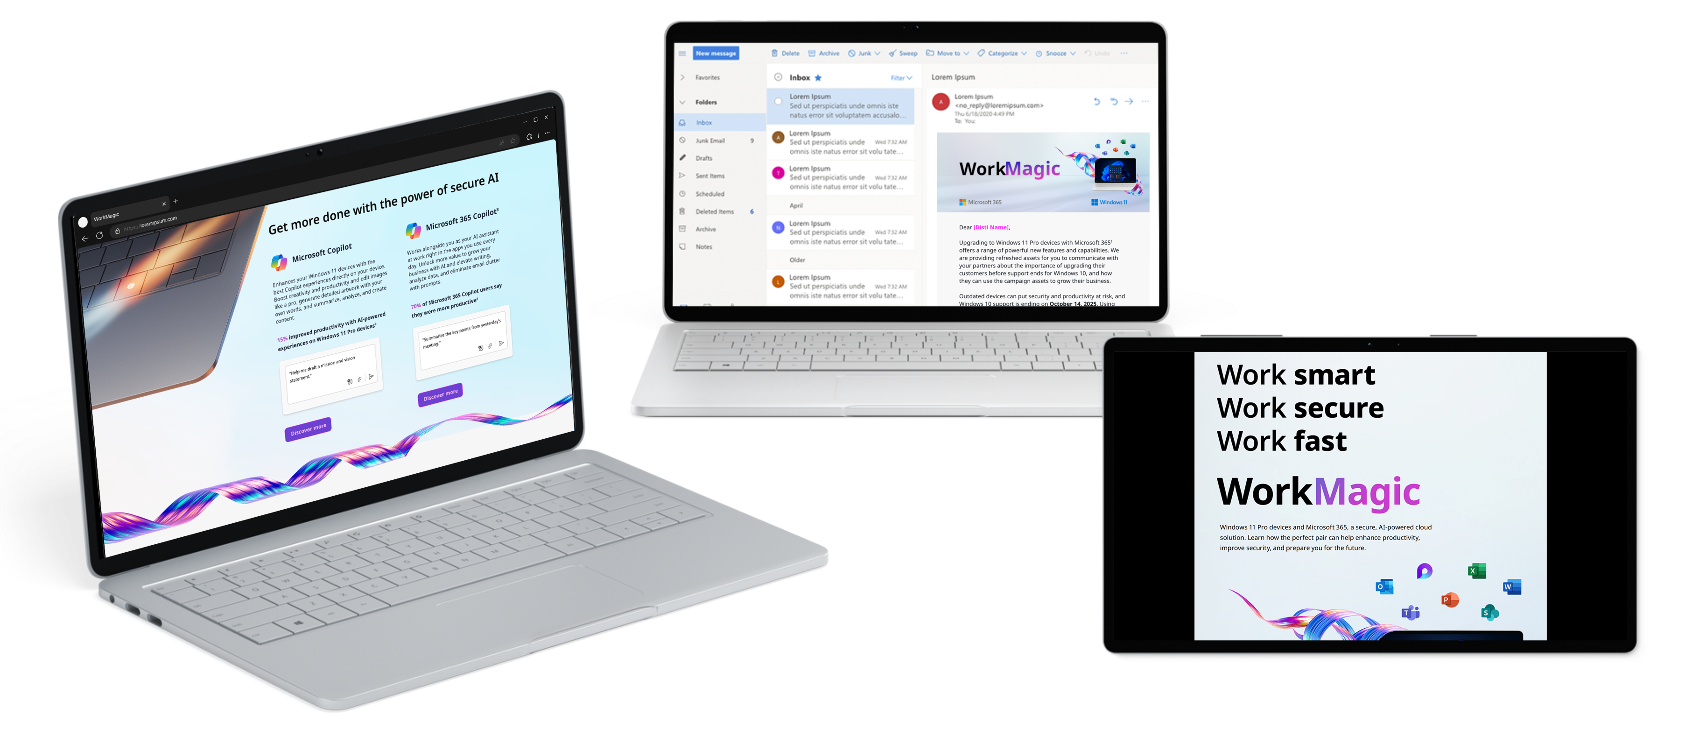 WorkMagic
loremipsum.com
Get more done with the power of secure AI
Microsoft Copilot
Enhances your Windows 11 devices with the
best Copilot experiences directly on your device.
Boost creativity and productivity and edit images
like a pro, generate detailed artwork with your
own words, and summarize, analyze, and create
content.
15% improved productivity with AI-powered
experiences on Windows 11 Pro devices¹
"Help me draft a mission and vision
statement."
Discover more
Microsoft 365 Copilot²
Works alongside you as your AI assistant
at work right in the apps you use every
day. Unlock more value to grow your
business with AI and elevate writing,
analyze data, and eliminate email clutter
with prompts.
70% of Microsoft 365 Copilot users say
they were more productive³
"Summarize the key points from yesterday's
meeting."
Discover more
New message
Delete
Archive
Junk
Sweep
Move to
Categorize
Snooze
Undo
Favorites
Folders
Inbox
Junk Email 9
Drafts
Sent Items
Scheduled
Deleted Items 6
Archive
Notes
Inbox
Filter
Lorem Ipsum
Sed ut perspiciatis unde omnis iste
natus error sit voluptatem accusalo...
A
Lorem Ipsum
Sed ut perspiciatis unde Wed 7:32 AM
omnis iste natus error sit volu tate...
T
Lorem Ipsum
Sed ut perspiciatis unde Wed 7:32 AM
omnis iste natus error sit volu tate...
April
N
Lorem Ipsum
Sed ut perspiciatis unde Wed 7:32 AM
omnis iste natus error sit volu tate...
Older
L
Lorem Ipsum
Sed ut perspiciatis unde Wed 7:32 AM
omnis iste natus error sit volu tate...
Lorem Ipsum
A
Lorem Ipsum
<no_reply@loremipsum.com>
Thu 6/18/2020 4:49 PM
To: You
WorkMagic
Microsoft 365
Windows 11
Dear [Disti Name],
Upgrading to Windows 11 Pro devices with Microsoft 365¹
offers a range of powerful new features and capabilities. We
are providing refreshed assets for you to communicate with
your partners about the importance of upgrading their
customers before support ends for Windows 10, and how
they can use the campaign assets to grow their business.
Outdated devices can put security and productivity at risk, and
Windows 10 support is ending on October 14, 2025. Using
Work smart
Work secure
Work fast
WorkMagic
Windows 11 Pro devices and Microsoft 365, a secure, AI-powered cloud
solution. Learn how the perfect pair can help enhance productivity,
improve security, and prepare you for the future.
O
X
W
P
T
S